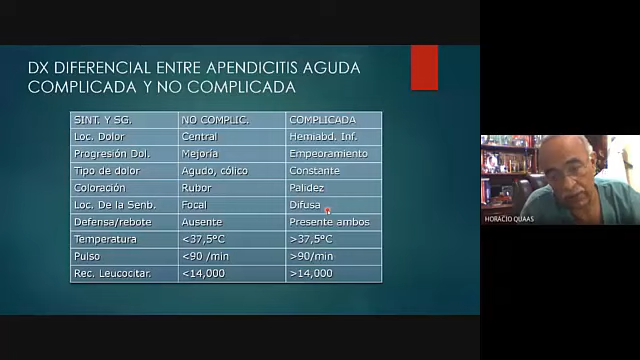 DX DIFERENCIAL ENTRE APENDICITIS AGUDA
COMPLICADA Y NO COMPLICADA
SINT. Y SG. NO COMPLIC. COMPLICADA
Loc. Dolor Central Hemiabd. Inf.
Progresión Dol. Mejoría Empeoramiento
Tipo de dolor Agudo, cólico Constante
Coloración Rubor Palidez
Loc. De la Senb. Focal Difusa
Defensa/rebote Ausente Presente ambos
Temperatura <37,5°C >37,5°C
Pulso <90 /min >90/min
Rec. Leucocitar. <14,000 >14,000
HORACIO QUAAS